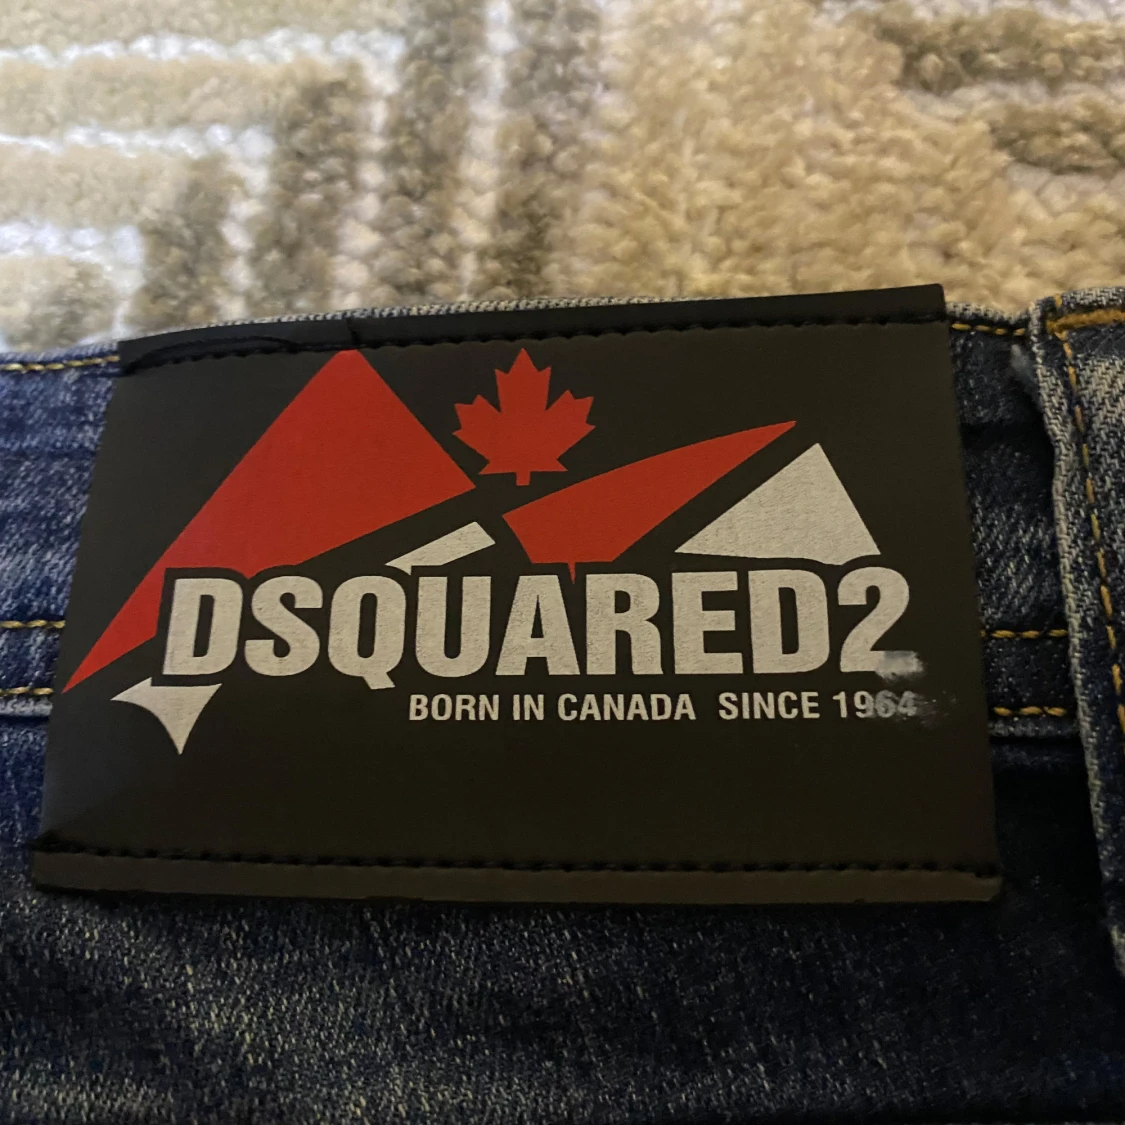 DSQUARED2
BORN IN CANADA SINCE 1964